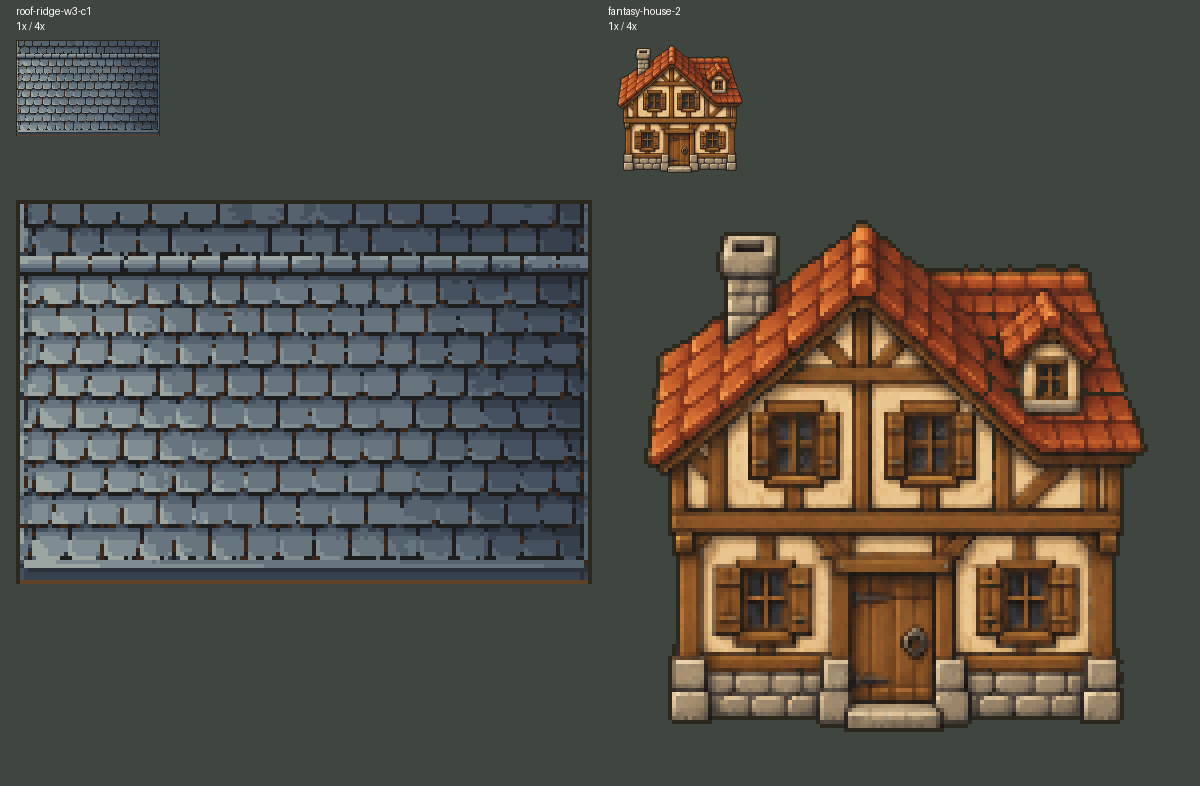 roof-ridge-w3-c1
1x / 4x
fantasy-house-2
1x / 4x